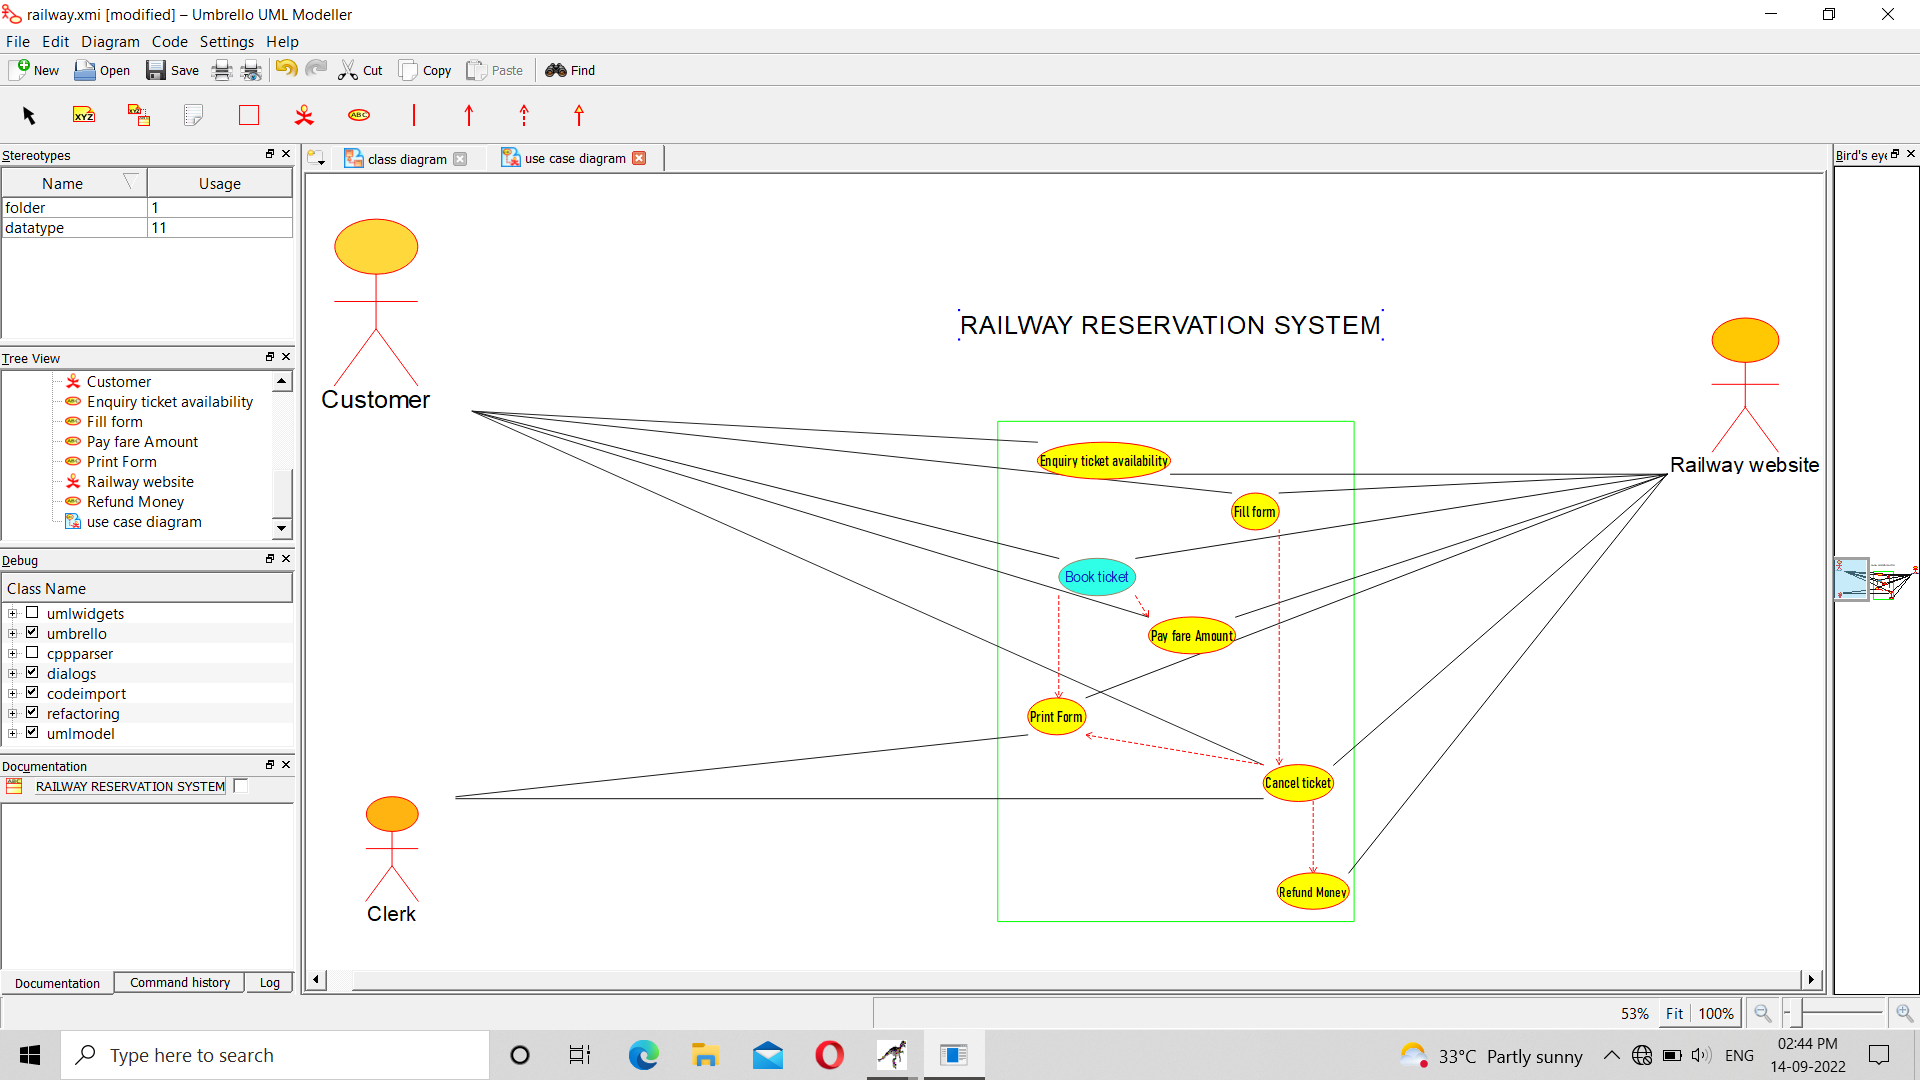 railway.xmi [modified] – Umbrello UML Modeller
File Edit Diagram Code Settings Help
New Open Save Cut Copy Paste Find
XYZ XYZ ABC
Stereotypes
Name Usage
folder 1
datatype 11
Tree View
Customer
Enquiry ticket availability
Fill form
Pay fare Amount
Print Form
Railway website
Refund Money
use case diagram
Debug
Class Name
umlwidgets
umbrello
cppparser
dialogs
codeimport
refactoring
umlmodel
Documentation
RAILWAY RESERVATION SYSTEM
Documentation Command history Log
class diagram use case diagram
RAILWAY RESERVATION SYSTEM
Customer
Railway website
Enquiry ticket availability
Fill form
Book ticket
Pay fare Amount
Print Form
Cancel ticket
Refund Money
Clerk
Bird's eye
53% Fit 100%
Type here to search
33°C Partly sunny
ENG
02:44 PM
14-09-2022